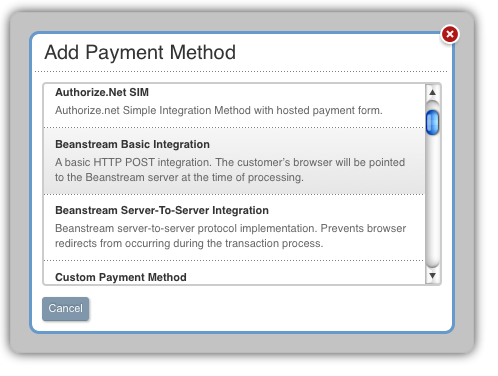 Add Payment Method
Authorize.Net SIM
Authorize.net Simple Integration Method with hosted payment form.
Beanstream Basic Integration
A basic HTTP POST integration. The customer's browser will be pointed
to the Beanstream server at the time of processing.
Beanstream Server-To-Server Integration
Beanstream server-to-server protocol implementation. Prevents browser
redirects from occurring during the transaction process.
Custom Payment Method
Cancel